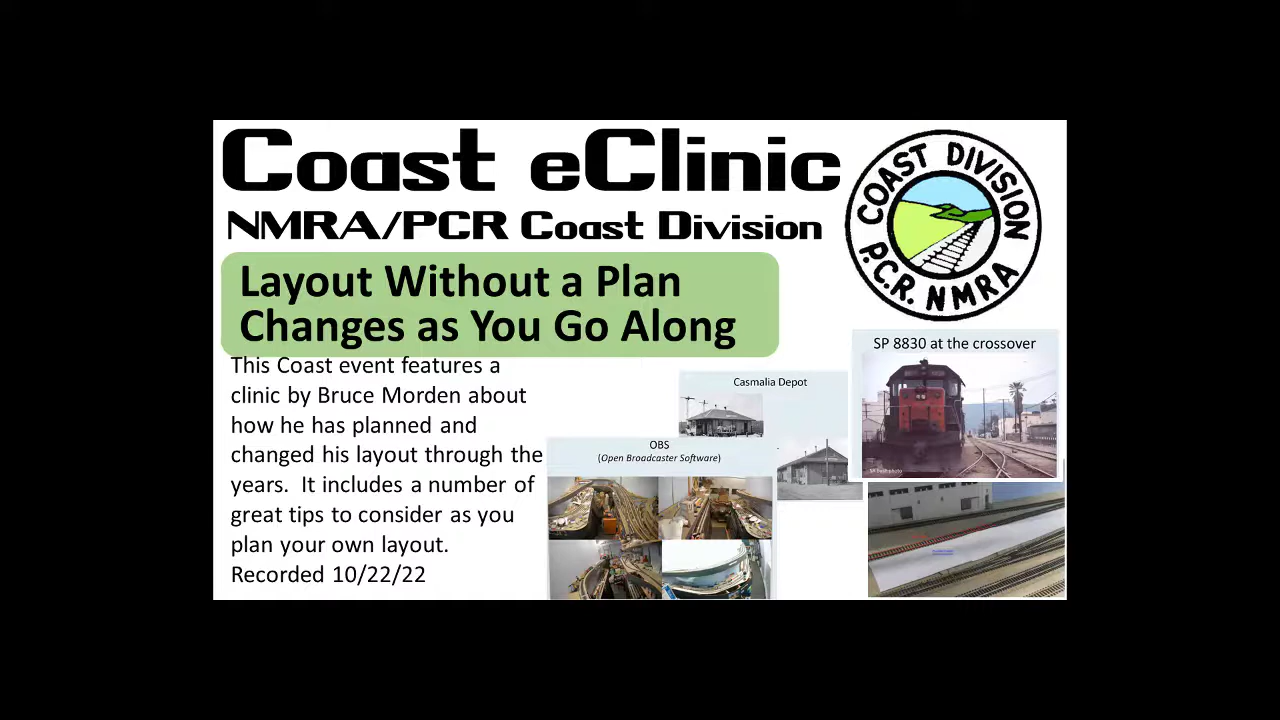 Coast eClinic
NMRA/PCR Coast Division
COAST DIVISION
P.C.R. NMRA
Layout Without a Plan
Changes as You Go Along
This Coast event features a
clinic by Bruce Morden about
how he has planned and
changed his layout through the
years. It includes a number of
great tips to consider as you
plan your own layout.
Recorded 10/22/22
SP 8830 at the crossover
Casmalia Depot
OBS
(Open Broadcaster Software)